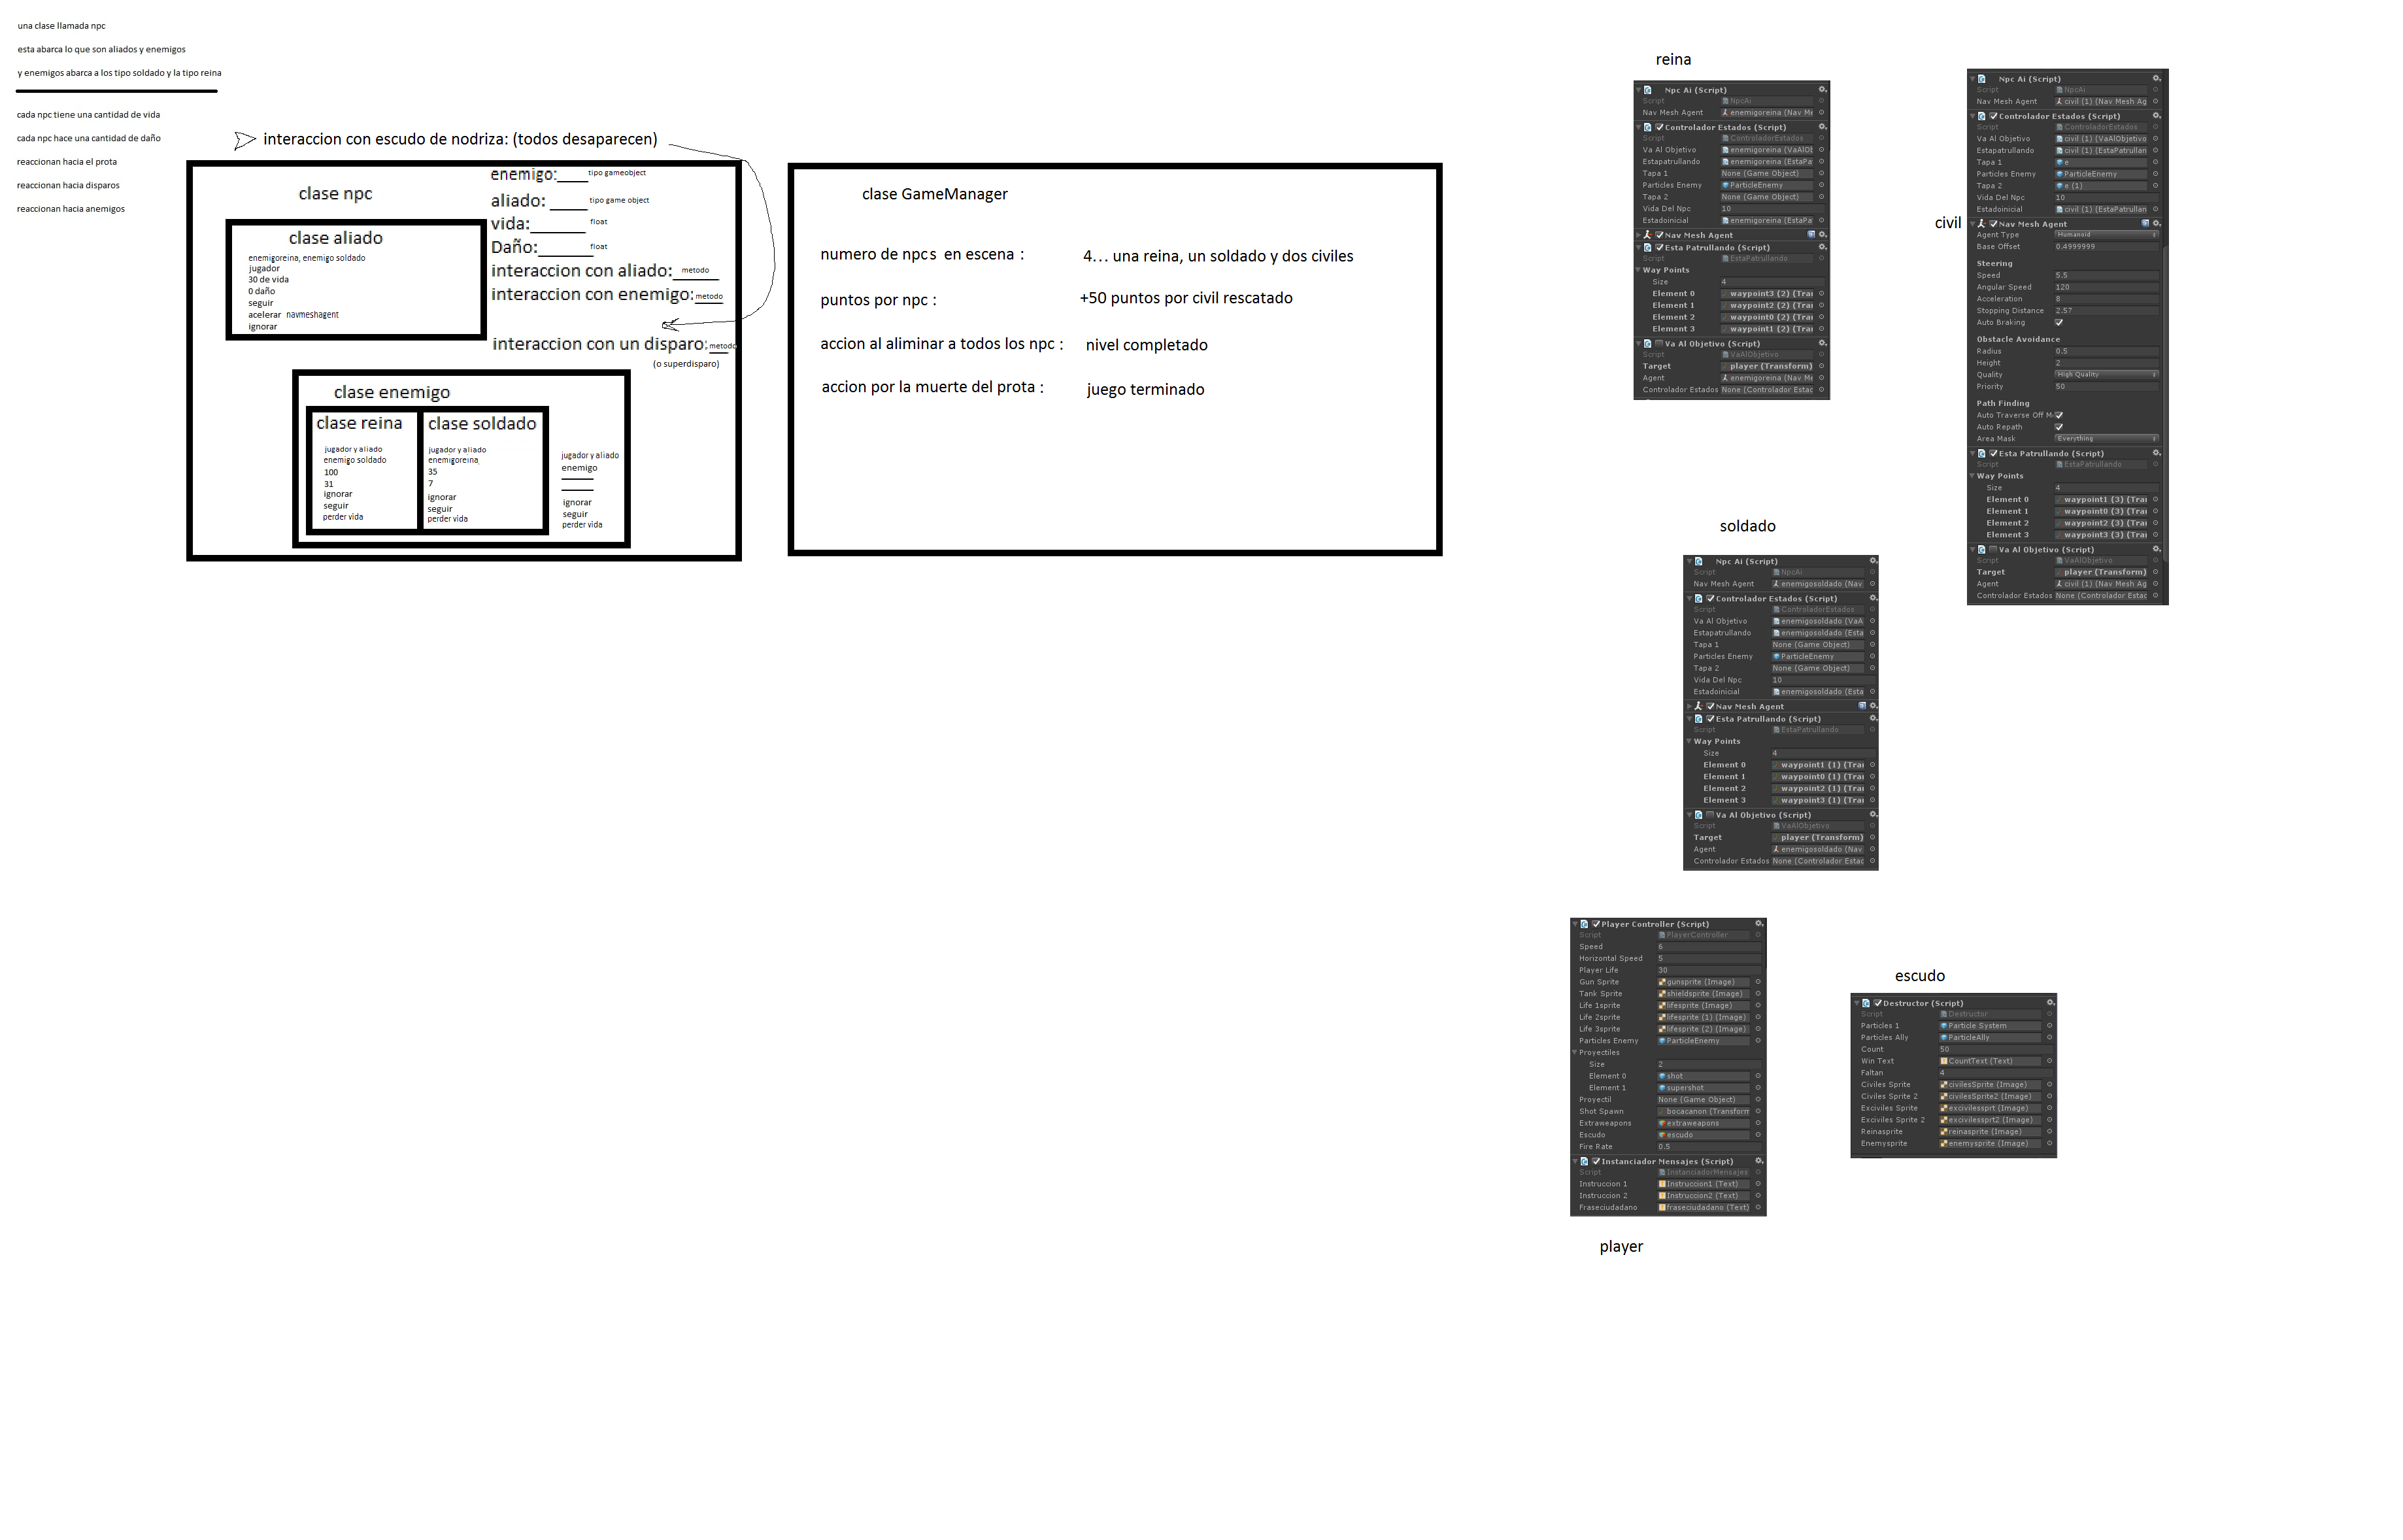 una clase llamada npc
esta abarca lo que son aliados y enemigos
y enemigos abarca a los tipo soldado y la tipo reina
cada npc tiene una cantidad de vida
cada npc hace una cantidad de daño
reaccionan hacia el prota
reaccionan hacia disparos
reaccionan hacia anemigos
interaccion con escudo de nodriza: (todos desaparecen)
clase npc
enemigo:____ tipo gameobject
aliado: ____ tipo game object
vida:______ float
Daño:______ float
interaccion con aliado: metodo
interaccion con enemigo: metodo
interaccion con un disparo: metodo
(o superdisparo)
clase aliado
enemigoreina, enemigo soldado
jugador
30 de vida
0 daño
seguir
acelerar navmeshagent
ignorar
clase enemigo
clase reina
jugador y aliado
enemigo soldado
100
31
ignorar
seguir
perder vida
clase soldado
jugador y aliado
enemigoreina
35
7
ignorar
seguir
perder vida
jugador y aliado
enemigo
ignorar
seguir
perder vida
clase GameManager
numero de npcs en escena : 4... una reina, un soldado y dos civiles
puntos por npc : +50 puntos por civil rescatado
accion al aliminar a todos los npc : nivel completado
accion por la muerte del prota : juego terminado
reina
Npc Ai (Script)
Script NpcAi
Nav Mesh Agent enemigoreina (Nav Me
Controlador Estados (Script)
Script ControladorEstados
Va Al Objetivo enemigoreina (VaAlOb
Estapatrullando enemigoreina (EstaPa
Tapa 1 None (Game Object)
Particles Enemy ParticleEnemy
Tapa 2 None (Game Object)
Vida Del Npc 10
Estadoinicial enemigoreina (EstaPa
Nav Mesh Agent
Esta Patrullando (Script)
Script EstaPatrullando
Way Points
Size 4
Element 0 waypoint3 (2) (Tra
Element 1 waypoint2 (2) (Tra
Element 2 waypoint0 (2) (Tra
Element 3 waypoint1 (2) (Tra
Va Al Objetivo (Script)
Script VaAlObjetivo
Target player (Transform)
Agent enemigoreina (Nav Me
Controlador Estados None (Controlador Estac
civil
Npc Ai (Script)
Script NpcAi
Nav Mesh Agent civil (1) (Nav Mesh Ag
Controlador Estados (Script)
Script ControladorEstados
Va Al Objetivo civil (1) (VaAlObjetivo
Estapatrullando civil (1) (EstaPatrullan
Tapa 1 e
Particles Enemy ParticleEnemy
Tapa 2 e (1)
Vida Del Npc 10
Estadoinicial civil (1) (EstaPatrullan
Nav Mesh Agent
Agent Type Humanoid
Base Offset 0.4999999
Steering
Speed 5.5
Angular Speed 120
Acceleration 8
Stopping Distance 2.57
Auto Braking
Obstacle Avoidance
Radius 0.5
Height 2
Quality High Quality
Priority 50
Path Finding
Auto Traverse Off M
Auto Repath
Area Mask Everything
Esta Patrullando (Script)
Script EstaPatrullando
Way Points
Size 4
Element 0 waypoint1 (3) (Tra
Element 1 waypoint0 (3) (Tra
Element 2 waypoint2 (3) (Tra
Element 3 waypoint3 (3) (Tra
Va Al Objetivo (Script)
Script VaAlObjetivo
Target player (Transform)
Agent civil (1) (Nav Mesh Ag
Controlador Estados None (Controlador Estac
soldado
Npc Ai (Script)
Script NpcAi
Nav Mesh Agent enemigosoldado (Nav
Controlador Estados (Script)
Script ControladorEstados
Va Al Objetivo enemigosoldado (VaA
Estapatrullando enemigosoldado (Esta
Tapa 1 None (Game Object)
Particles Enemy ParticleEnemy
Tapa 2 None (Game Object)
Vida Del Npc 10
Estadoinicial enemigosoldado (Esta
Nav Mesh Agent
Esta Patrullando (Script)
Script EstaPatrullando
Way Points
Size 4
Element 0 waypoint1 (1) (Tra
Element 1 waypoint0 (1) (Tra
Element 2 waypoint2 (1) (Tra
Element 3 waypoint3 (1) (Tra
Va Al Objetivo (Script)
Script VaAlObjetivo
Target player (Transform)
Agent enemigosoldado (Nav
Controlador Estados None (Controlador Estac
Player Controller (Script)
Script PlayerController
Speed 6
Horizontal Speed 5
Player Life 30
Gun Sprite gunsprite (Image)
Tank Sprite shieldsprite (Image)
Life 1sprite lifesprite (Image)
Life 2sprite lifesprite (1) (Image)
Life 3sprite lifesprite (2) (Image)
Particles Enemy ParticleEnemy
Proyectiles
Size 2
Element 0 shot
Element 1 supershot
Proyectil None (Game Object)
Shot Spawn bocacanon (Transform
Extraweapons extraweapons
Escudo escudo
Fire Rate 0.5
Instanciador Mensajes (Script)
Script InstanciadorMensajes
Instruccion 1 Instruccion1 (Text)
Instruccion 2 Instruccion2 (Text)
Fraseciudadano fraseciudadano (Text)
player
escudo
Destructor (Script)
Script Destructor
Particles 1 Particle System
Particles Ally ParticleAlly
Count 50
Win Text CountText (Text)
Faltan 4
Civiles Sprite civilesSprite (Image)
Civiles Sprite 2 civilesSprite2 (Image)
Exciviles Sprite excivilessprt (Image)
Exciviles Sprite 2 excivilessprt2 (Image)
Reinasprite reinasprite (Image)
Enemysprite enemysprite (Image)